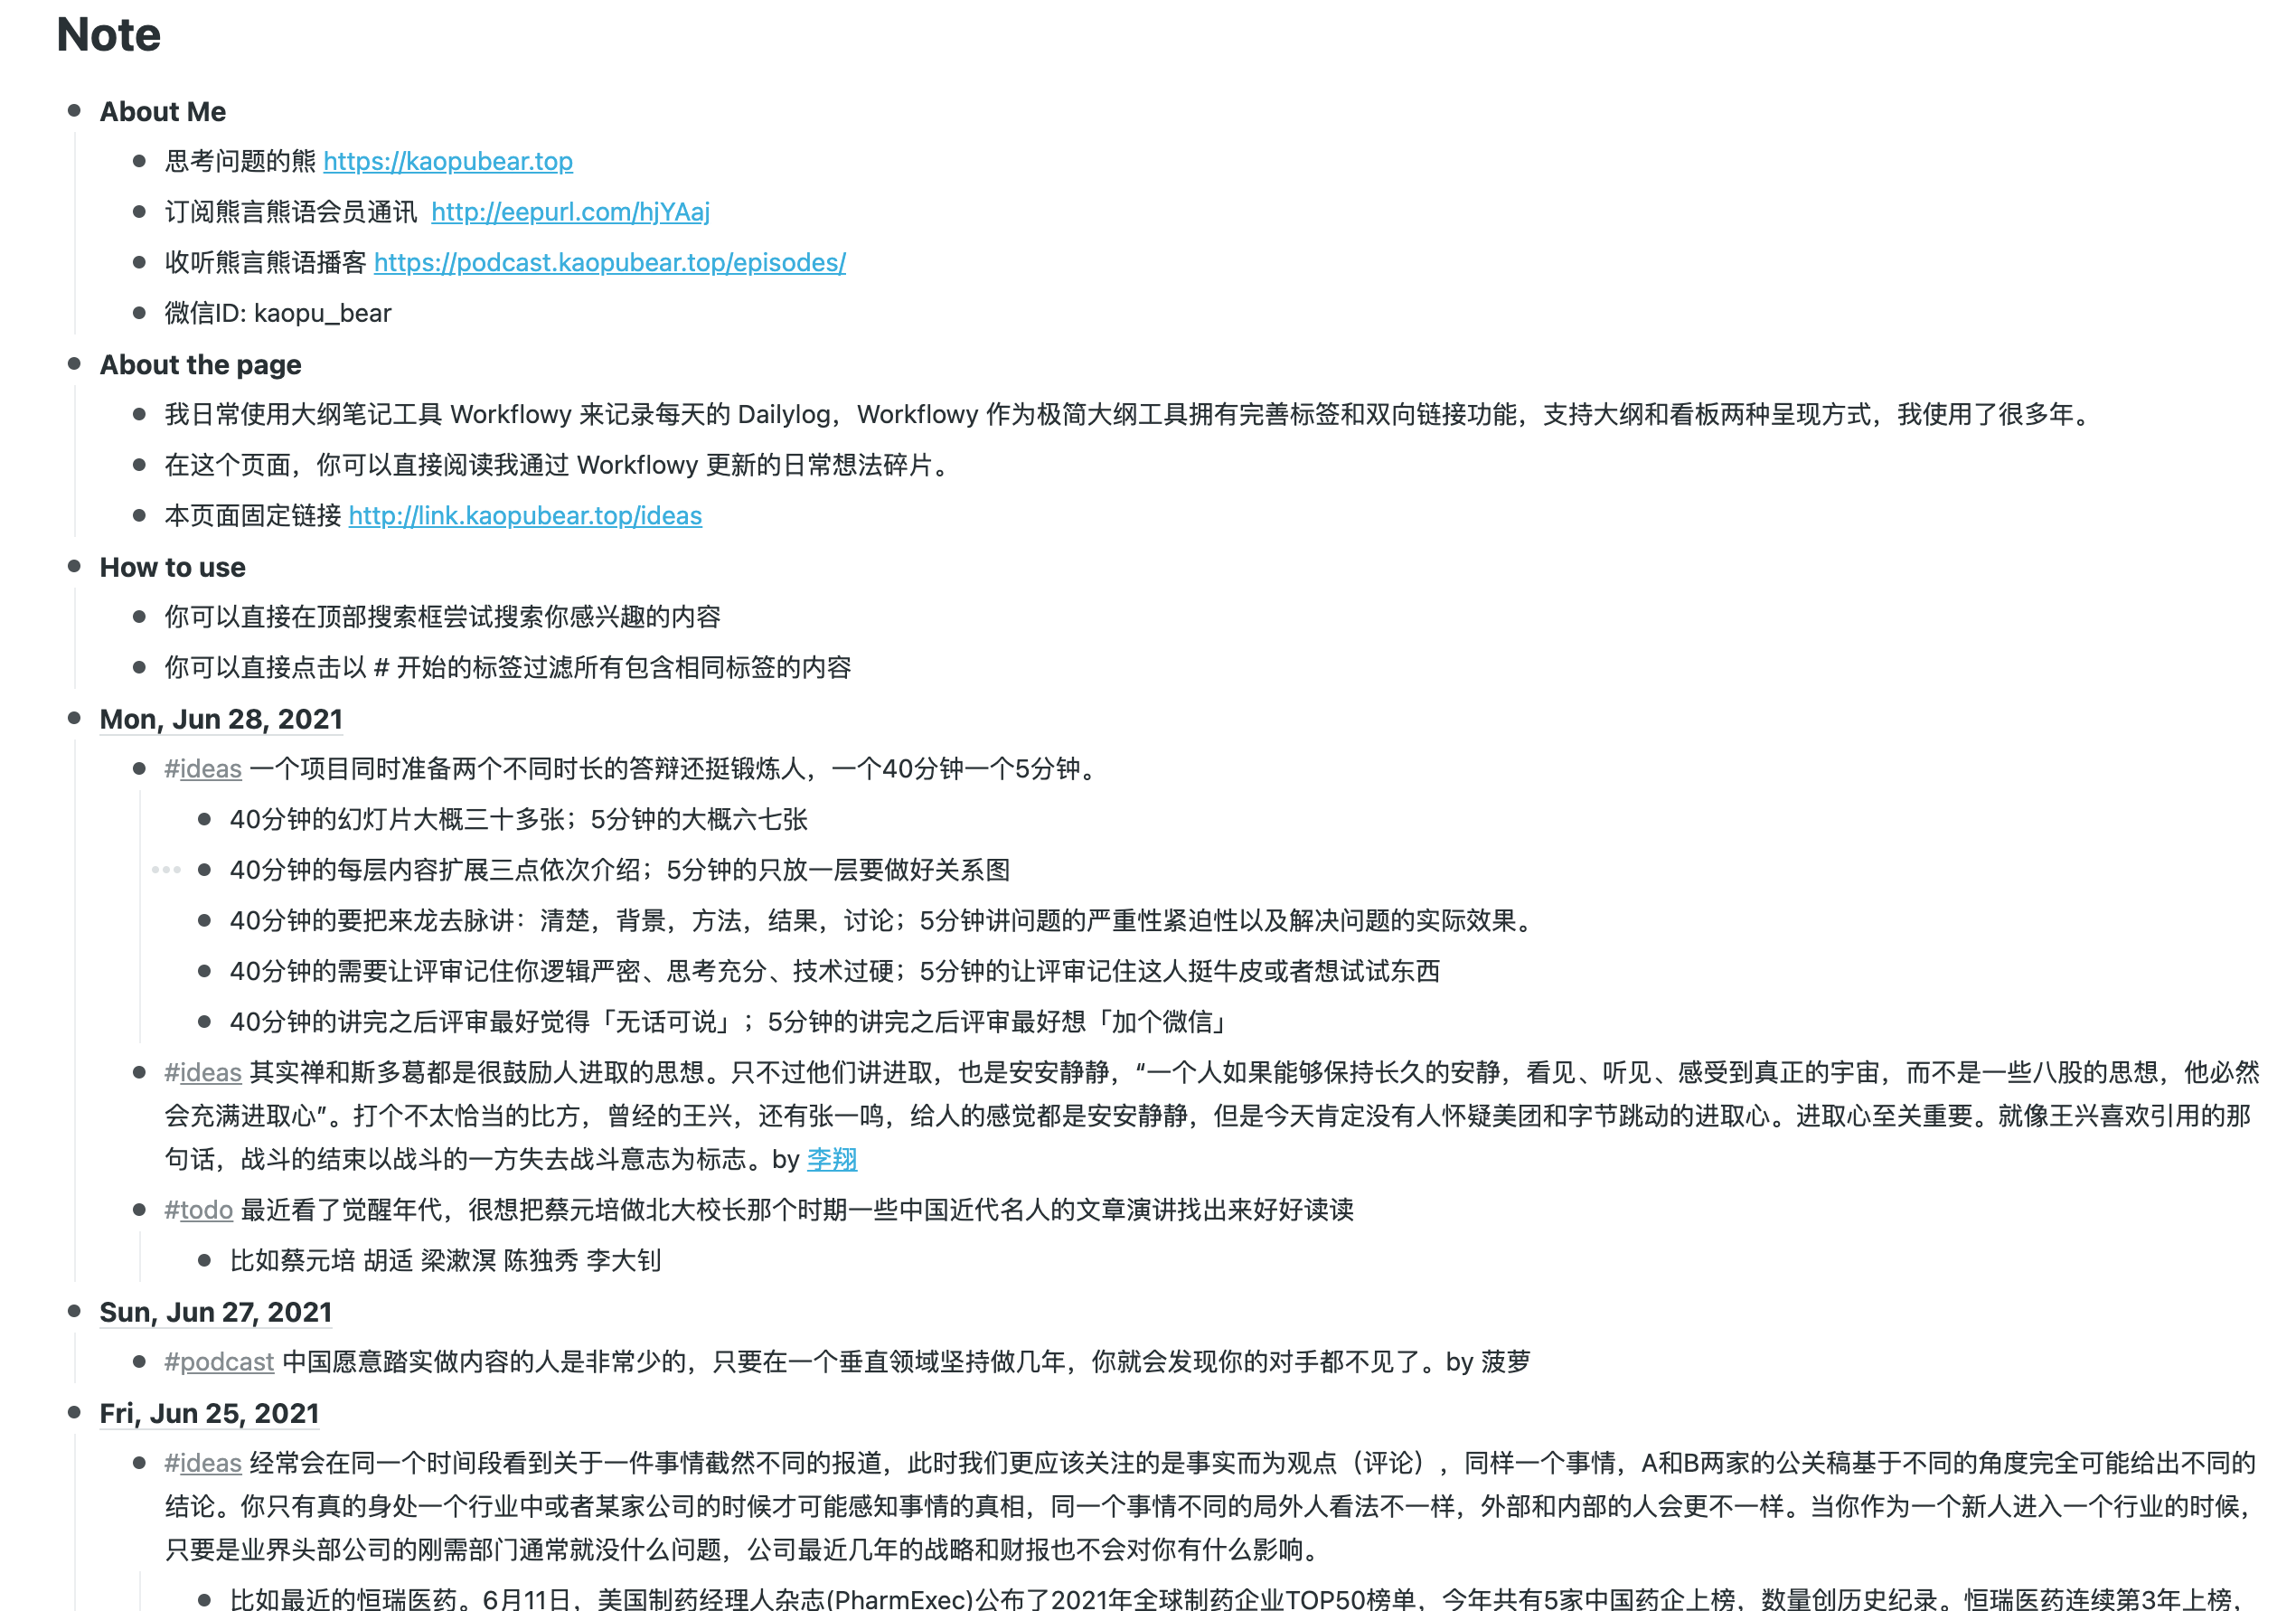 Note
About Me
思考问题的熊 https://kaopubear.top
订阅熊言熊语会员通讯 http://eepurl.com/hjYAaj
收听熊言熊语播客 https://podcast.kaopubear.top/episodes/
微信ID: kaopu_bear
About the page
我日常使用大纲笔记工具 Workflowy 来记录每天的 Dailylog，Workflowy 作为极简大纲工具拥有完善标签和双向链接功能，支持大纲和看板两种呈现方式，我使用了很多年。
在这个页面，你可以直接阅读我通过 Workflowy 更新的日常想法碎片。
本页面固定链接 http://link.kaopubear.top/ideas
How to use
你可以直接在顶部搜索框尝试搜索你感兴趣的内容
你可以直接点击以 # 开始的标签过滤所有包含相同标签的内容
Mon, Jun 28, 2021
#ideas 一个项目同时准备两个不同时长的答辩还挺锻炼人，一个40分钟一个5分钟。
40分钟的幻灯片大概三十多张；5分钟的大概六七张
40分钟的每层内容扩展三点依次介绍；5分钟的只放一层要做好关系图
40分钟的要把来龙去脉讲：清楚，背景，方法，结果，讨论；5分钟讲问题的严重性紧迫性以及解决问题的实际效果。
40分钟的需要让评审记住你逻辑严密、思考充分、技术过硬；5分钟的让评审记住这人挺牛皮或者想试试东西
40分钟的讲完之后评审最好觉得「无话可说」；5分钟的讲完之后评审最好想「加个微信」
#ideas 其实禅和斯多葛都是很鼓励人进取的思想。只不过他们讲进取，也是安安静静，“一个人如果能够保持长久的安静，看见、听见、感受到真正的宇宙，而不是一些八股的思想，他必然
会充满进取心”。打个不太恰当的比方，曾经的王兴，还有张一鸣，给人的感觉都是安安静静，但是今天肯定没有人怀疑美团和字节跳动的进取心。进取心至关重要。就像王兴喜欢引用的那
句话，战斗的结束以战斗的一方失去战斗意志为标志。by 李翔
#todo 最近看了觉醒年代，很想把蔡元培做北大校长那个时期一些中国近代名人的文章演讲找出来好好读读
比如蔡元培 胡适 梁漱溟 陈独秀 李大钊
Sun, Jun 27, 2021
#podcast 中国愿意踏实做内容的人是非常少的，只要在一个垂直领域坚持做几年，你就会发现你的对手都不见了。by 菠萝
Fri, Jun 25, 2021
#ideas 经常会在同一个时间段看到关于一件事情截然不同的报道，此时我们更应该关注的是事实而为观点（评论），同样一个事情，A和B两家的公关稿基于不同的角度完全可能给出不同的
结论。你只有真的身处一个行业中或者某家公司的时候才可能感知事情的真相，同一个事情不同的局外人看法不一样，外部和内部的人会更不一样。当你作为一个新人进入一个行业的时候，
只要是业界头部公司的刚需部门通常就没什么问题，公司最近几年的战略和财报也不会对你有什么影响。
比如最近的恒瑞医药。6月11日，美国制药经理人杂志(PharmExec)公布了2021年全球制药企业TOP50榜单，今年共有5家中国药企上榜，数量创历史纪录。恒瑞医药连续第3年上榜，